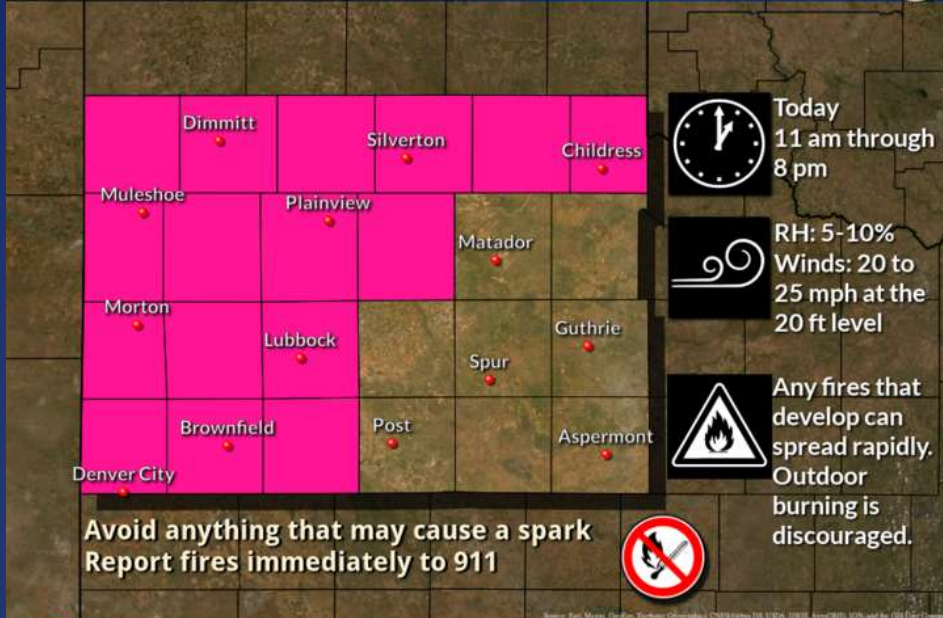 Dimmitt
Silverton
Childress
Muleshoe
Plainview
Matador
Morton
Lubbock
Guthrie
Spur
Brownfield
Post
Aspermont
Denver City
Today
11 am through
8 pm
RH: 5-10%
Winds: 20 to
25 mph at the
20 ft level
Any fires that
develop can
spread rapidly.
Outdoor
burning is
discouraged.
Avoid anything that may cause a spark
Report fires immediately to 911